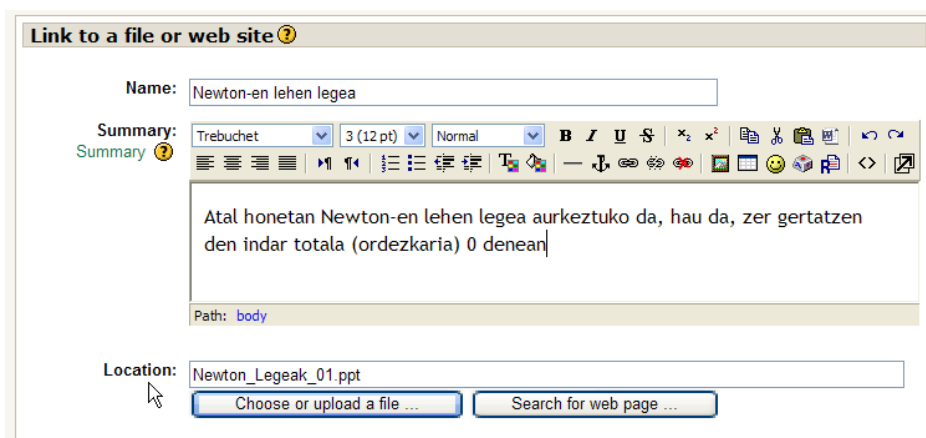 Link to a file or web site
Name:
Newton-en lehen legea
Summary:
Summary
Trebuchet 3 (12 pt) Normal
Atal honetan Newton-en lehen legea aurkeztuko da, hau da, zer gertatzen
den indar totala (ordezkaria) 0 denean
Path: body
Location:
Newton_Legeak_01.ppt
Choose or upload a file ... Search for web page ...